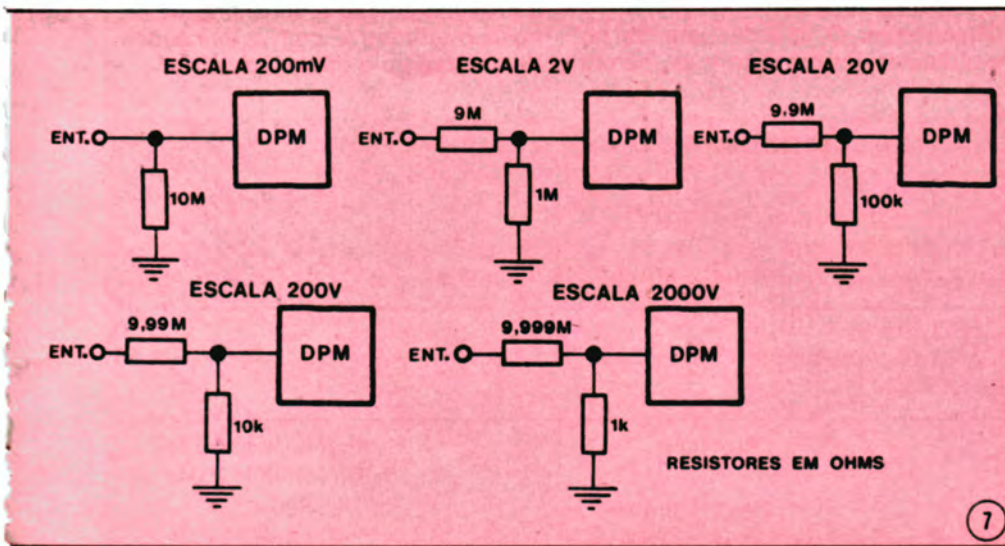 ESCALA 200mV
ENT.
DPM
10M
ESCALA 2V
ENT.
9M
DPM
1M
ESCALA 20V
ENT.
9,9M
DPM
100k
ESCALA 200V
ENT.
9,99M
DPM
10k
ESCALA 2000V
ENT.
9,999M
DPM
1k
RESISTORES EM OHMS
7